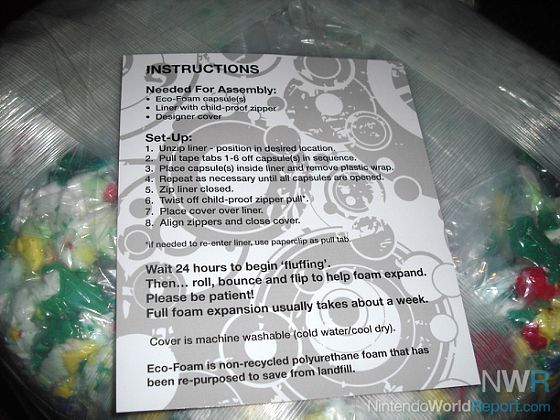 INSTRUCTIONS
Needed For Assembly:
• Eco-Foam capsule(s)
• Liner with child-proof zipper
• Designer cover
Set-Up:
1. Unzip liner - position in desired location.
2. Pull tape tabs 1-6 off capsule(s) in sequence.
3. Place capsule(s) inside liner and remove plastic wrap.
4. Repeat as necessary until all capsules are opened.
5. Zip liner closed.
6. Twist off child-proof zipper pull*.
7. Place cover over liner.
8. Align zippers and close cover.
*if needed to re-enter liner, use paperclip as pull tab.
Wait 24 hours to begin 'fluffing'.
Then... roll, bounce and flip to help foam expand.
Please be patient!
Full foam expansion usually takes about a week.
Cover is machine washable (cold water/cool dry).
Eco-Foam is non-recycled polyurethane foam that has
been re-purposed to save from landfill.
NWR
NintendoWorldReport.com